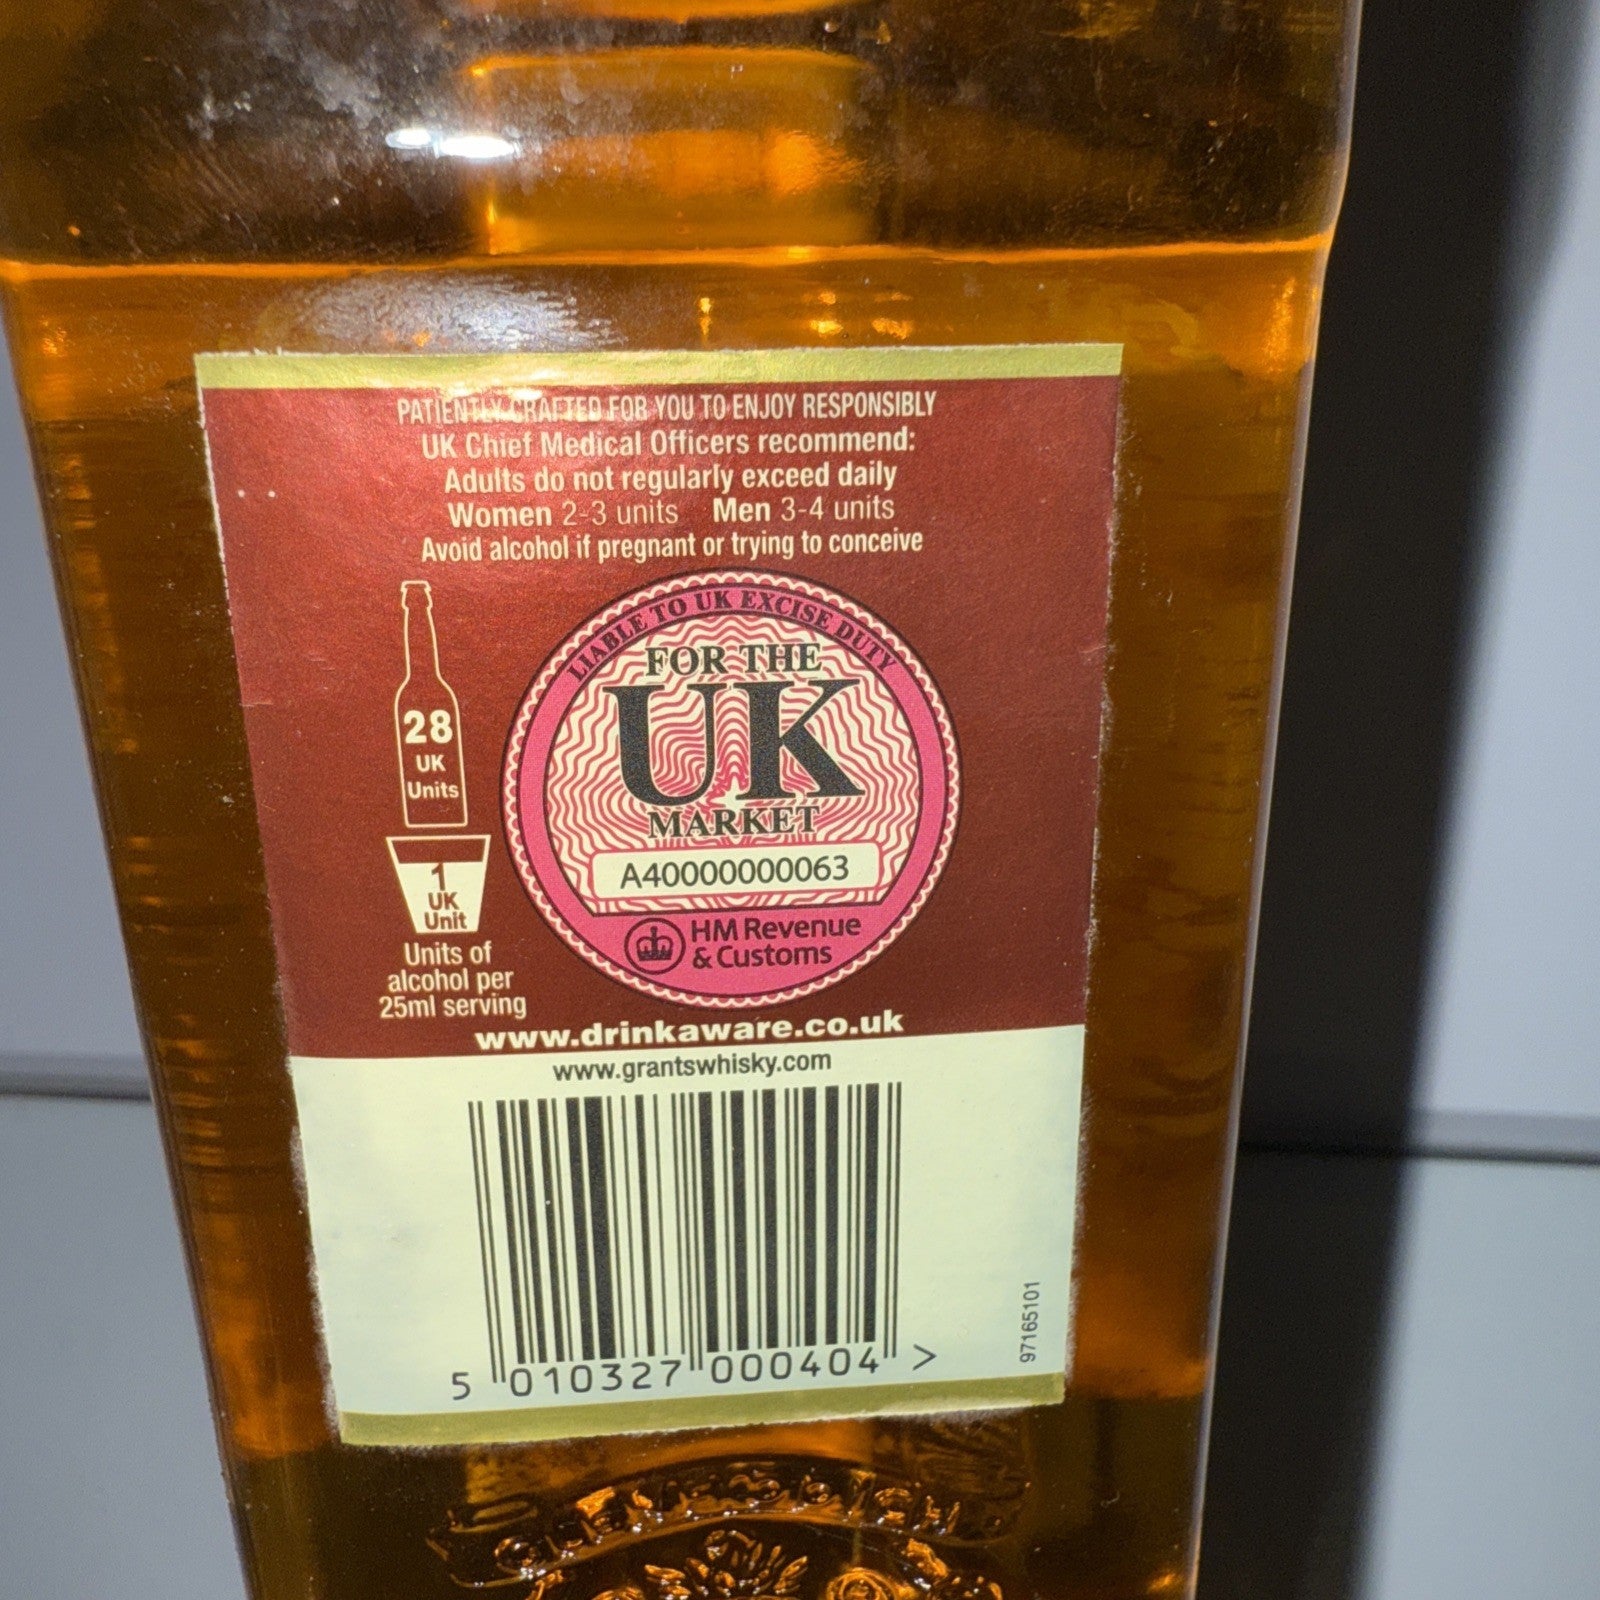 PATIENTLY CRAFTED FOR YOU TO ENJOY RESPONSIBLY
UK Chief Medical Officers recommend:
Adults do not regularly exceed daily
Women 2-3 units Men 3-4 units
Avoid alcohol if pregnant or trying to conceive
28
UK
Units
1
UK
Unit
Units of
alcohol per
25ml serving
LIABLE TO UK EXCISE DUTY
FOR THE
UK
MARKET
A40000000063
HM Revenue
& Customs
www.drinkaware.co.uk
www.grantswhisky.com
5 010327 000404 >
97165101
GLENFIDDICH